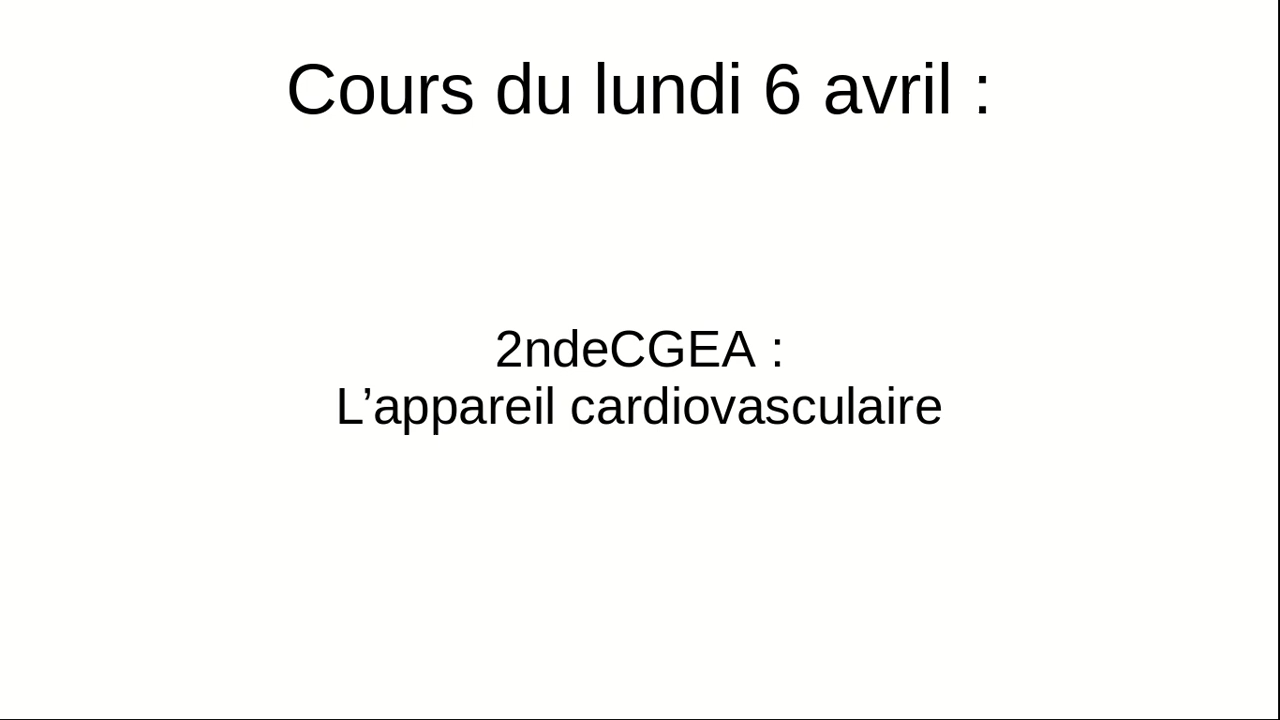 Cours du lundi 6 avril :
2ndeCGEA :
L’appareil cardiovasculaire